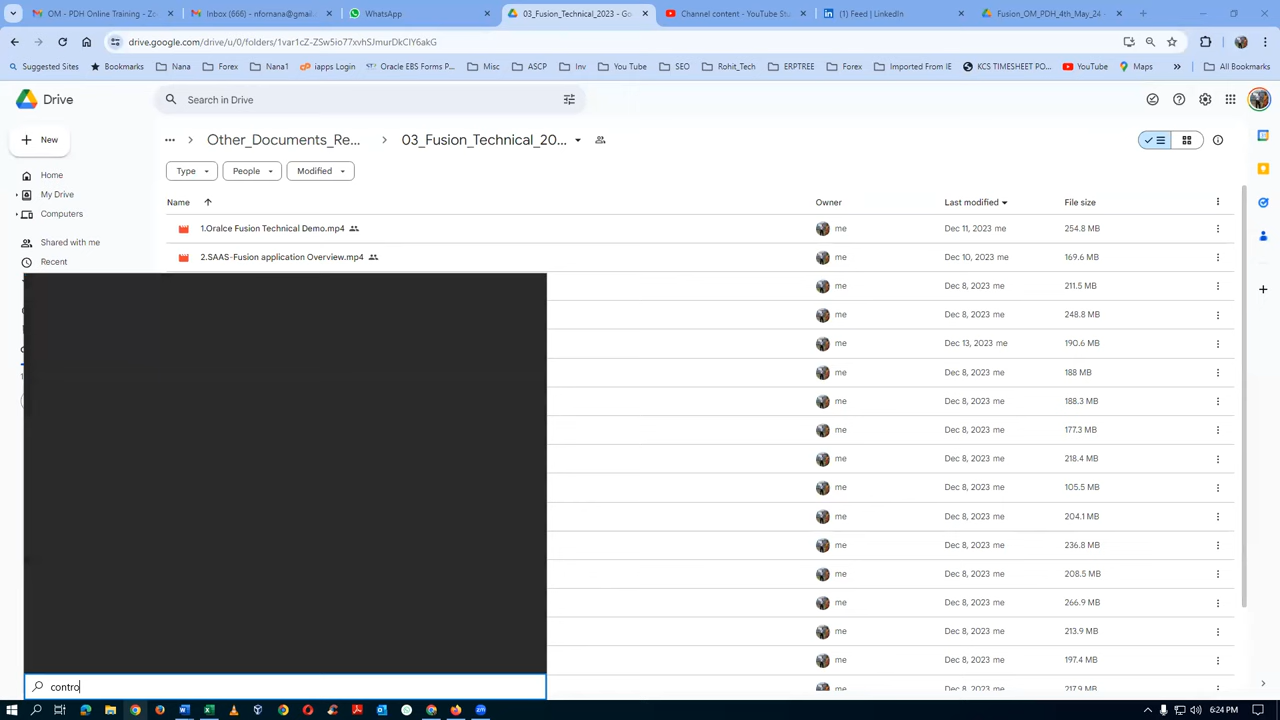 OM - PDH Online Training - Zo
Inbox (666) - nfornana@gmail
WhatsApp
03_Fusion_Technical_2023 - Go
Channel content - YouTube Stu
(1) Feed | LinkedIn
Fusion_OM_PDH_4th_May_24 -
drive.google.com/drive/u/0/folders/1var1cZ-ZSw5io77xvhSJmurDkCIY6akG
Suggested Sites
Bookmarks
Nana
Forex
Nana1
iapps Login
Oracle EBS Forms P...
Misc
ASCP
Inv
You Tube
SEO
Rohit_Tech
ERPTREE
Forex
Imported From IE
KCS TIMESHEET PO...
YouTube
Maps
»
All Bookmarks
Drive
Search in Drive
New
Other_Documents_Re...
03_Fusion_Technical_20...
Type
People
Modified
Home
My Drive
Computers
Shared with me
Recent
Name
Owner
Last modified
File size
1.Oralce Fusion Technical Demo.mp4
me
Dec 11, 2023 me
254.8 MB
2.SAAS-Fusion application Overview.mp4
me
Dec 10, 2023 me
169.6 MB
me
Dec 8, 2023 me
211.5 MB
me
Dec 8, 2023 me
248.8 MB
me
Dec 13, 2023 me
190.6 MB
me
Dec 8, 2023 me
188 MB
me
Dec 8, 2023 me
188.3 MB
me
Dec 8, 2023 me
177.3 MB
me
Dec 8, 2023 me
218.4 MB
me
Dec 8, 2023 me
105.5 MB
me
Dec 8, 2023 me
204.1 MB
me
Dec 8, 2023 me
236.8 MB
me
Dec 8, 2023 me
208.5 MB
me
Dec 8, 2023 me
266.9 MB
me
Dec 8, 2023 me
213.9 MB
me
Dec 8, 2023 me
197.4 MB
me
Dec 8, 2023 me
217.9 MB
contro
6:24 PM